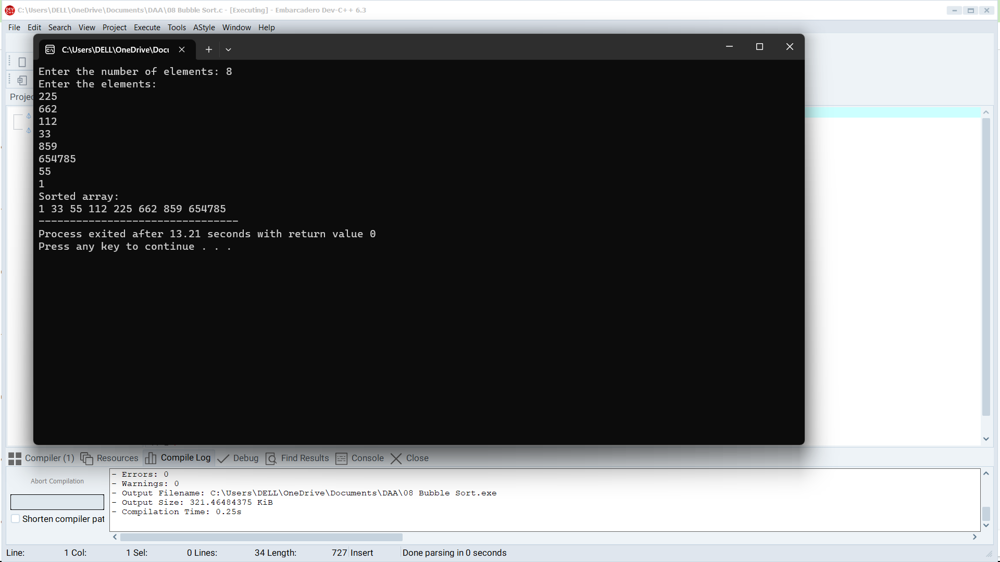 C:\Users\DELL\OneDrive\Documents\DAA\08 Bubble Sort.c - [Executing] - Embarcadero Dev-C++ 6.3
File Edit Search View Project Execute Tools AStyle Window Help
C:\Users\DELL\OneDrive\Docu
Projec
Enter the number of elements: 8
Enter the elements:
225
662
112
33
859
654785
55
1
Sorted array:
1 33 55 112 225 662 859 654785
--------------------------------
Process exited after 13.21 seconds with return value 0
Press any key to continue . . .
Compiler (1) Resources Compile Log Debug Find Results Console Close
Abort Compilation
Shorten compiler pat
- Errors: 0
- Warnings: 0
- Output Filename: C:\Users\DELL\OneDrive\Documents\DAA\08 Bubble Sort.exe
- Output Size: 321.46484375 KiB
- Compilation Time: 0.25s
Line: 1 Col: 1 Sel: 0 Lines: 34 Length: 727 Insert Done parsing in 0 seconds